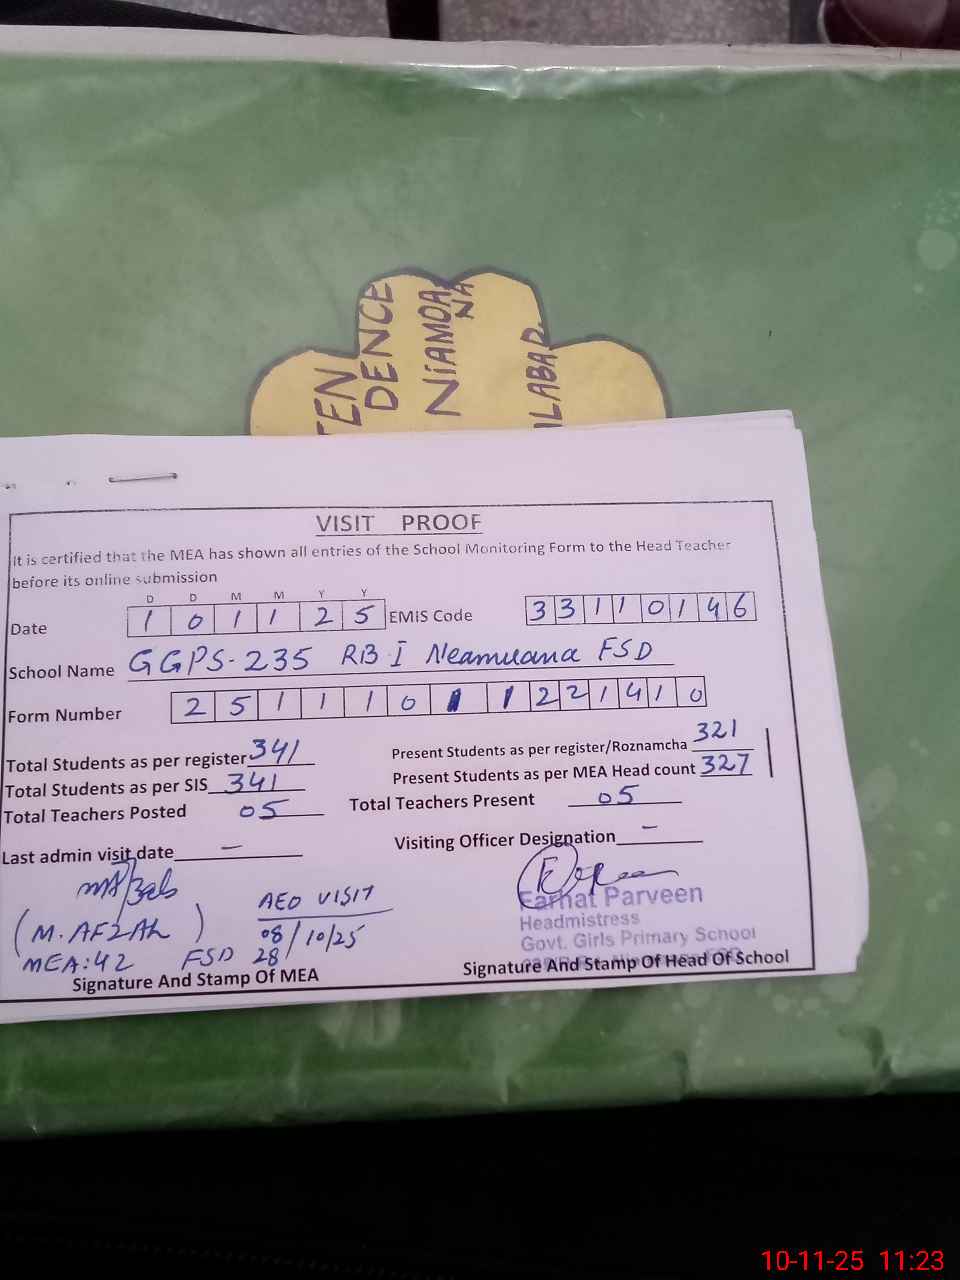 TEN
DENCE
NiAMOA
NA
LABAD.
VISIT PROOF
It is certified that the MEA has shown all entries of the School Monitoring Form to the Head Teacher
before its online submission
D D M M Y Y
Date 1 0 1 1 2 5 EMIS Code 3 3 1 1 0 1 4 6
School Name GGPS-235 RB-I Neamuana FSD
Form Number 2 5 1 1 1 0 1 1 2 2 1 4 1 0
Total Students as per register 341 Present Students as per register/Roznamcha 321
Total Students as per SIS 341 Present Students as per MEA Head count 327
Total Teachers Posted 05 Total Teachers Present 05
Last admin visit date - Visiting Officer Designation -
AEO VISIT
08/10/25
28
(M. AFZAL)
MEA:42 FSD
Signature And Stamp Of MEA
Farhat Parveen
Headmistress
Govt. Girls Primary School
Signature And Stamp Of Head Of School
10-11-25 11:23